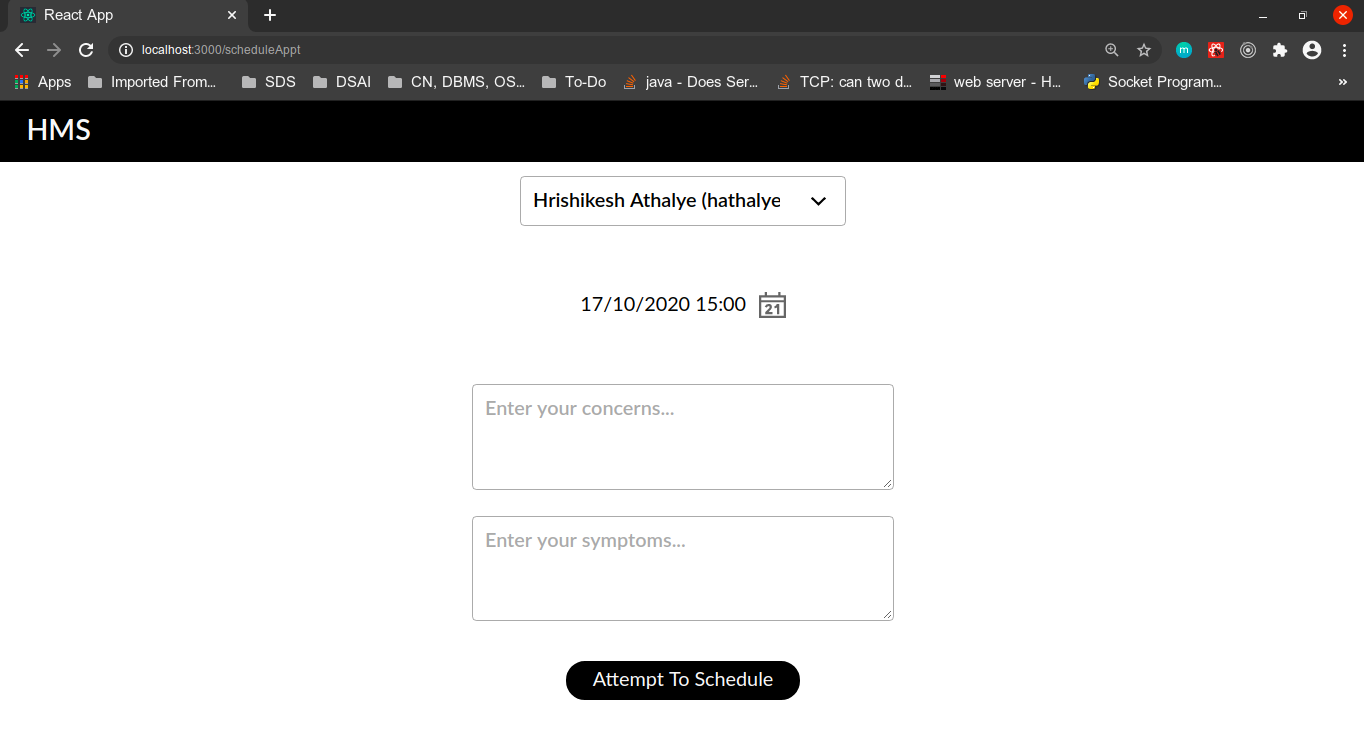 React App
localhost:3000/scheduleAppt
m
Apps Imported From... SDS DSAI CN, DBMS, OS... To-Do java - Does Ser... TCP: can two d... web server - H... Socket Program... »
HMS
Hrishikesh Athalye (hathalye
17/10/2020 15:00 21
Enter your concerns...
Enter your symptoms...
Attempt To Schedule